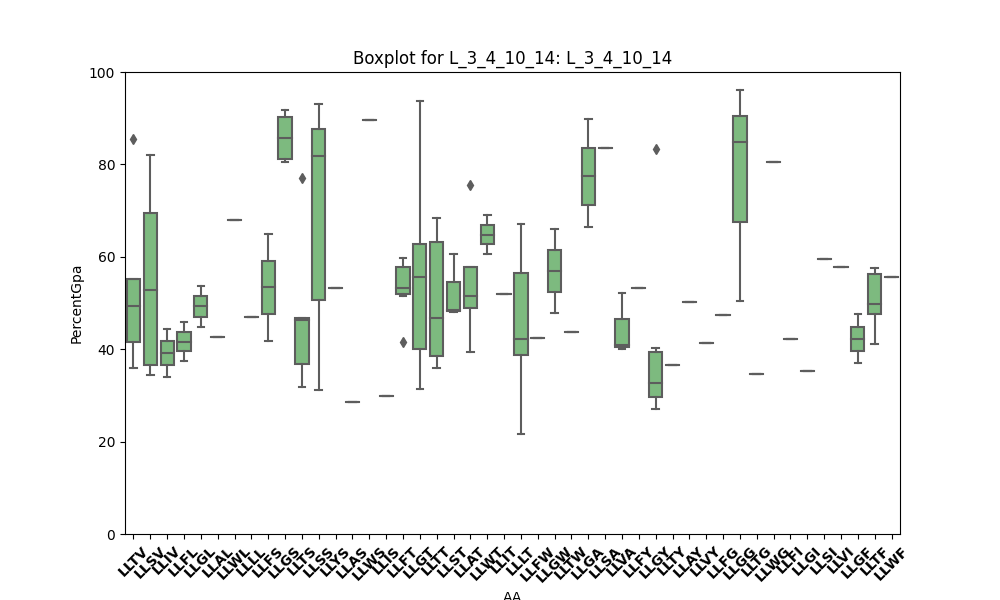 Boxplot for L_3_4_10_14: L_3_4_10_14
PercentGpa
100
80
60
40
20
0
LLTV LLSV LLIV LLFL LLGL LLAL LLWL LLIL LLFS LLGS LLTS LLSS LLYS LLAS LLWS LLIS LLFT LLGT LLTT LLST LLAT LLWT LLIT LLLT LLFW LLGW LLTW LLGA LLSA LLVA LLFY LLGY LLTY LLAY LLVY LLFG LLGG LLTG LLWG LLFI LLGI LLSI LLVI LLGF LLTF LLWF
AA